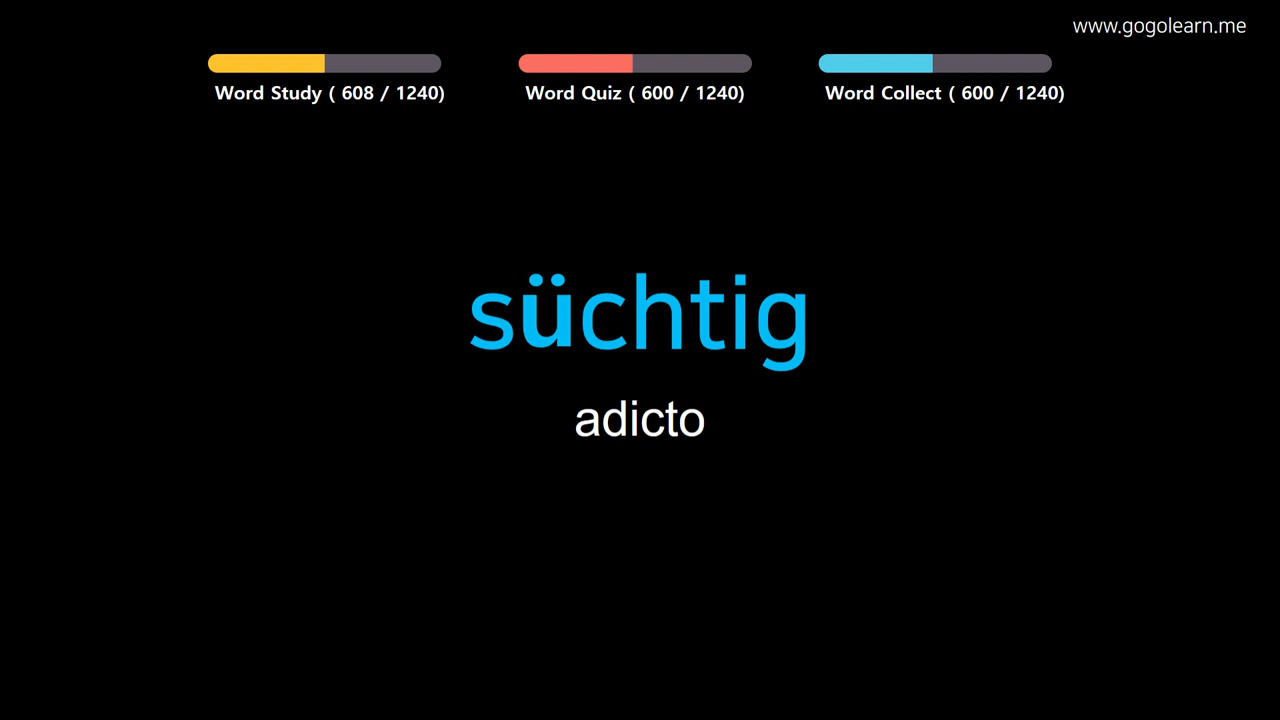 www.gogolearn.me
Word Study ( 608 / 1240)
Word Quiz ( 600 / 1240)
Word Collect ( 600 / 1240)
süchtig
adicto